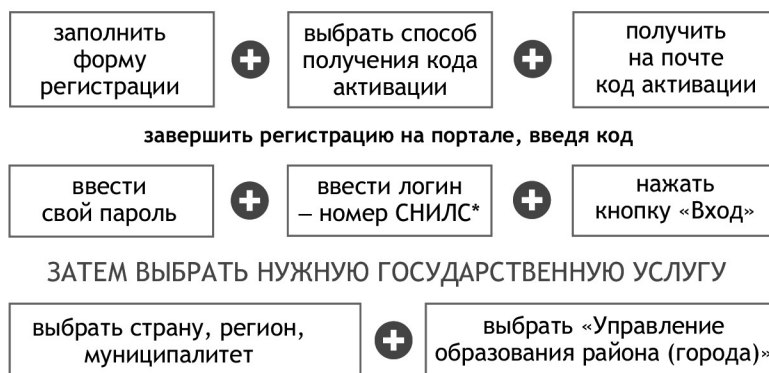 заполнить
форму
регистрации
выбрать способ
получения кода
активации
получить
на почте
код активации
завершить регистрацию на портале, введя код
ввести
свой пароль
ввести логин
– номер СНИЛС*
нажать
кнопку «Вход»
ЗАТЕМ ВЫБРАТЬ НУЖНУЮ ГОСУДАРСТВЕННУЮ УСЛУГУ
выбрать страну, регион,
муниципалитет
выбрать «Управление
образования района (города)»